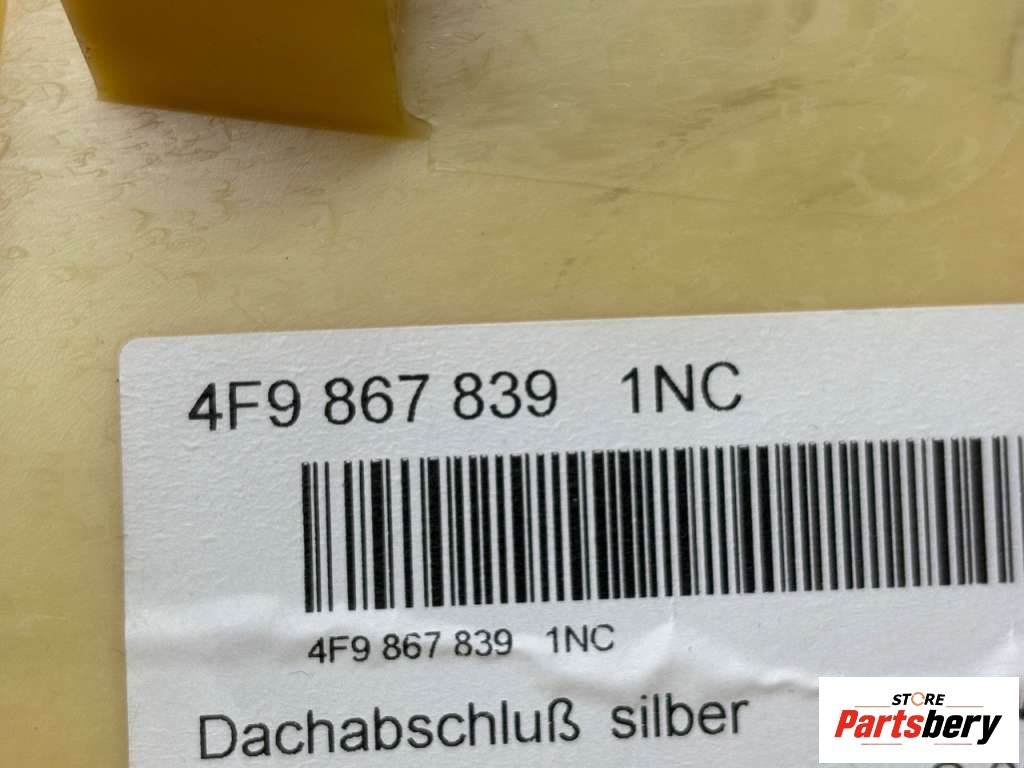 4F9 867 839 1NC
4F9 867 839 1NC
Dachabschluß silber
STORE
Partsbery